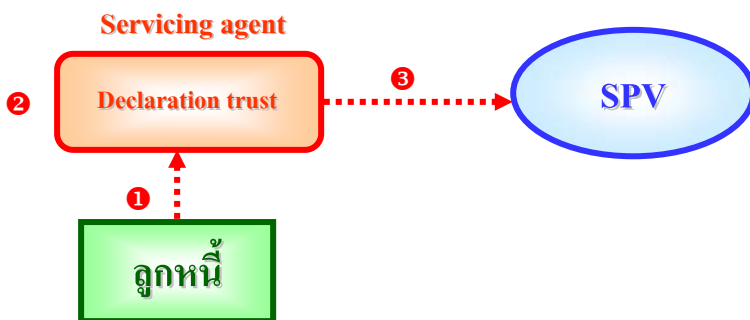 Servicing agent
❷
Declaration trust
❸
SPV
❶
ลูกหนี้